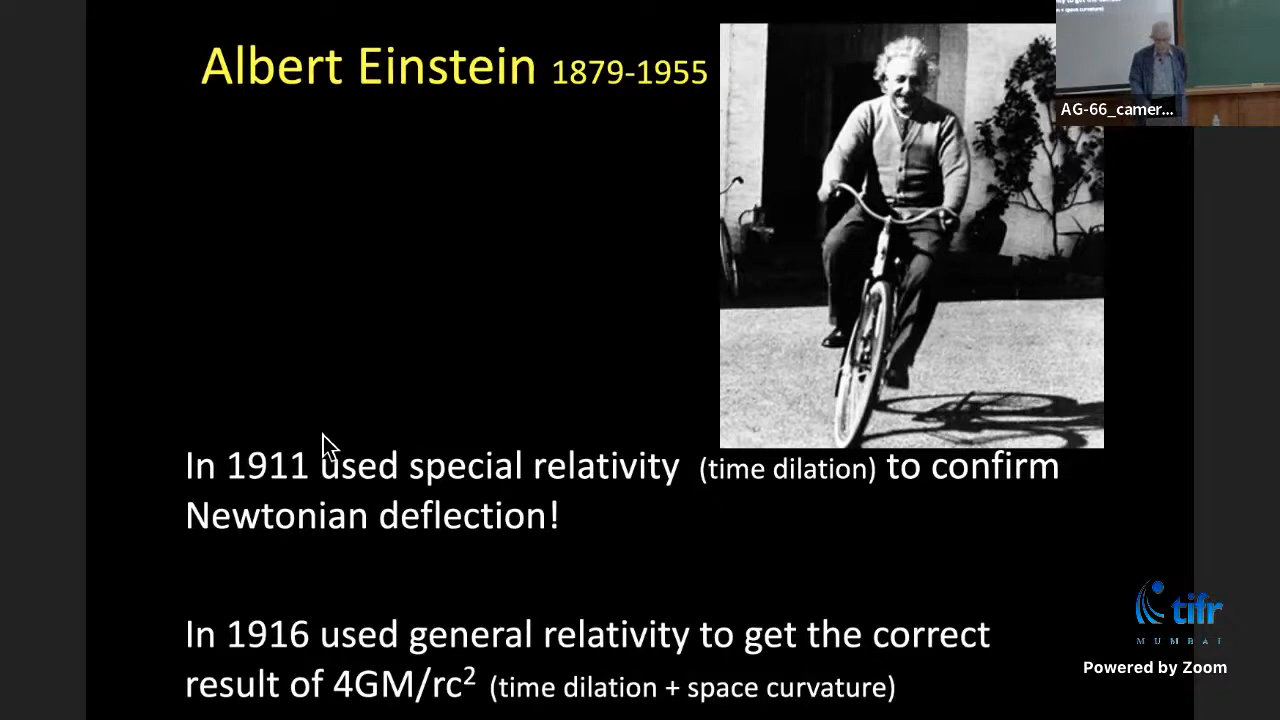 Albert Einstein 1879-1955
+ space curvature)
AG-66_camer...
In 1911 used special relativity (time dilation) to confirm
Newtonian deflection!
In 1916 used general relativity to get the correct
result of 4GM/rc² (time dilation + space curvature)
tifr
MUMBAI
Powered by Zoom